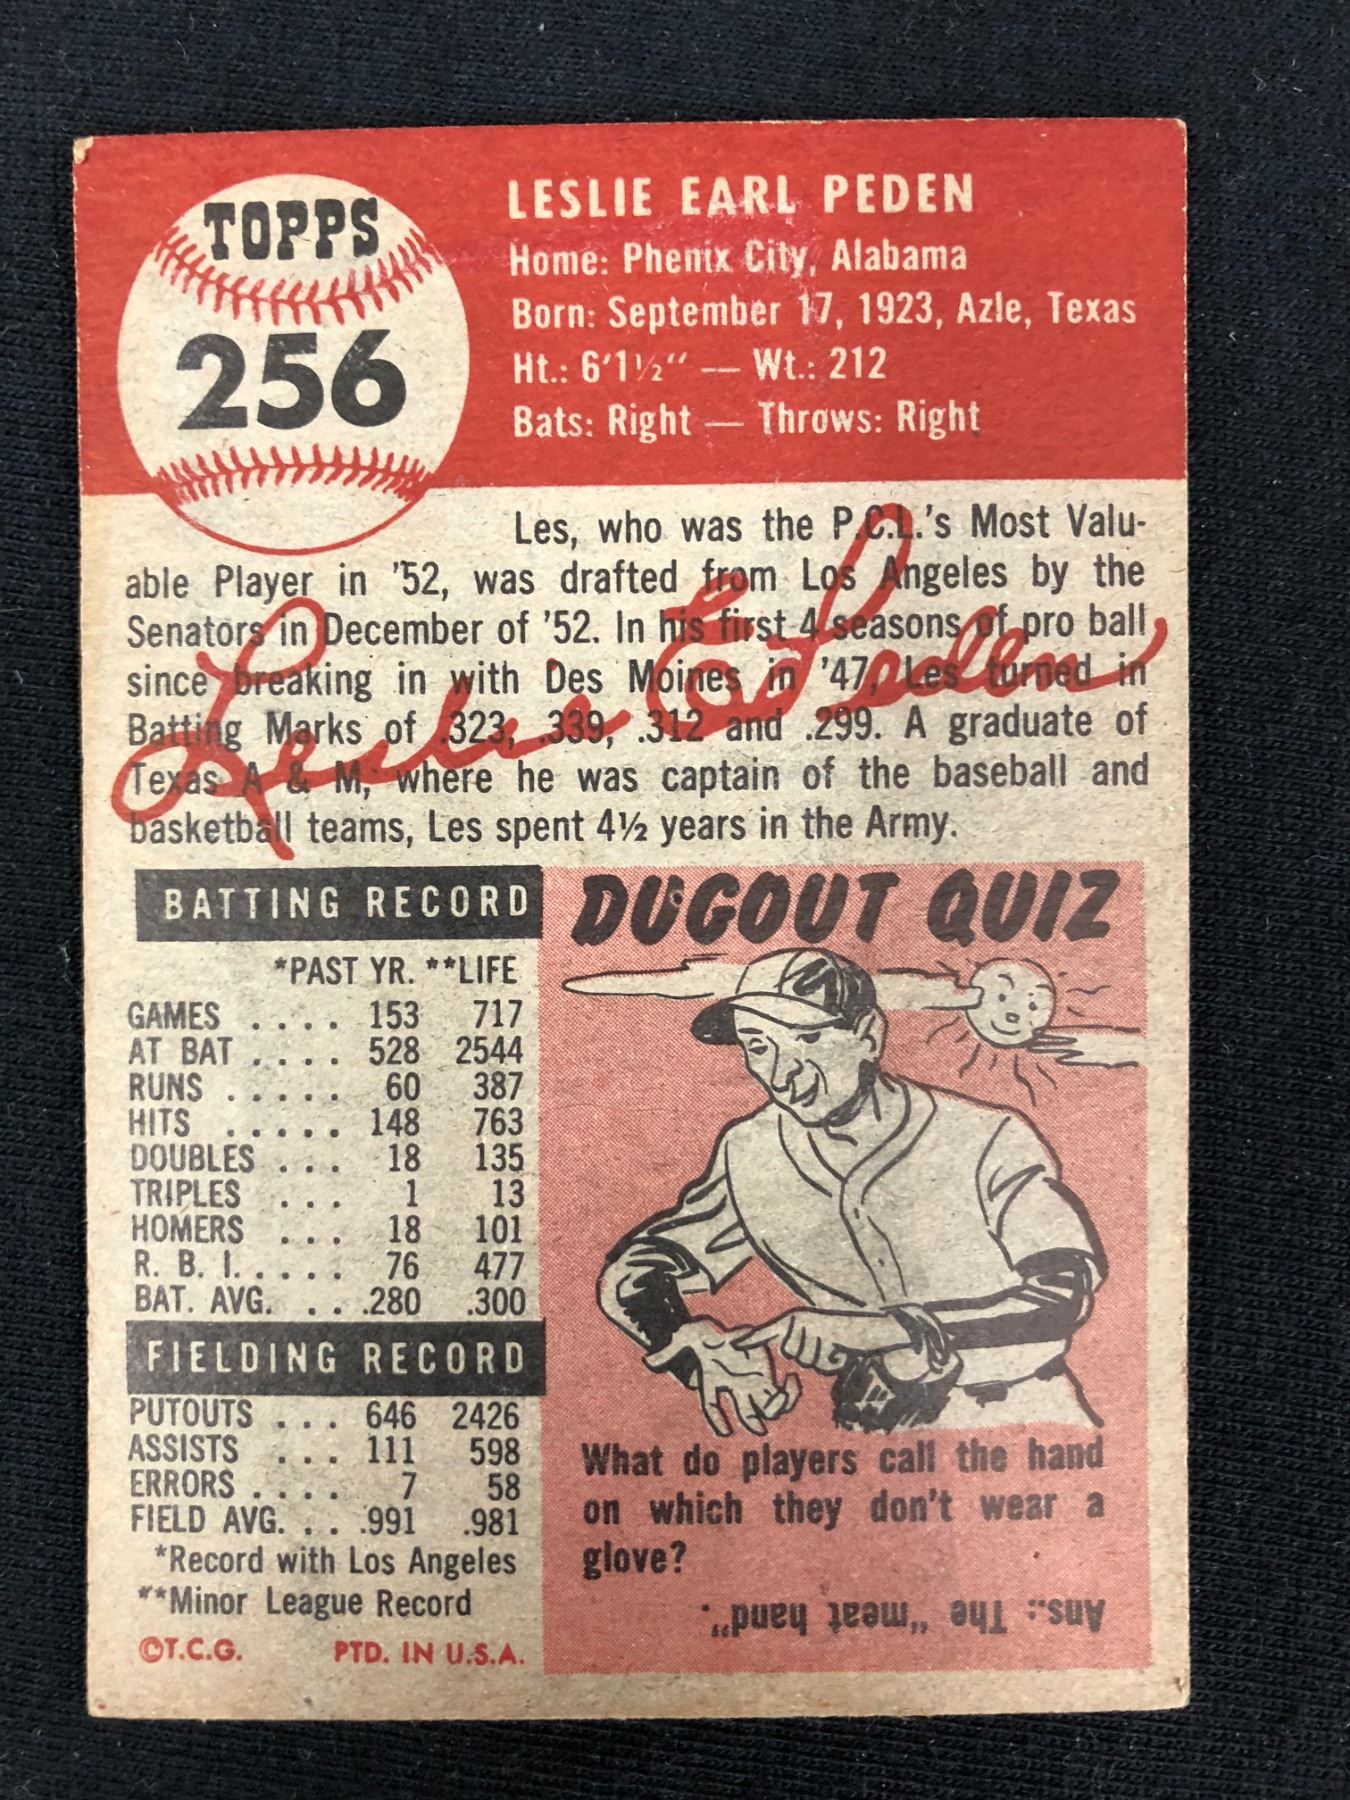 TOPPS
256
LESLIE EARL PEDEN
Home: Phenix City, Alabama
Born: September 17, 1923, Azle, Texas
Ht.: 6'1½" — Wt.: 212
Bats: Right — Throws: Right
Les, who was the P.C.L.'s Most Valu-
able Player in '52, was drafted from Los Angeles by the
Senators in December of '52. In his first 4 seasons of pro ball
since breaking in with Des Moines in '47, Les turned in
Batting Marks of .323, .339, .312 and .299. A graduate of
Texas A & M, where he was captain of the baseball and
basketball teams, Les spent 4½ years in the Army.
Leslie E. Peden
BATTING RECORD
*PAST YR. **LIFE
GAMES .... 153 717
AT BAT .... 528 2544
RUNS ..... 60 387
HITS ..... 148 763
DOUBLES ... 18 135
TRIPLES ... 1 13
HOMERS ... 18 101
R. B. I. .... 76 477
BAT. AVG. ... .280 .300
FIELDING RECORD
PUTOUTS ... 646 2426
ASSISTS ... 111 598
ERRORS .... 7 58
FIELD AVG. ... .991 .981
*Record with Los Angeles
**Minor League Record
©T.C.G. PTD. IN U.S.A.
DUGOUT QUIZ
What do players call the hand
on which they don't wear a
glove?
Ans.: The "meat hand".